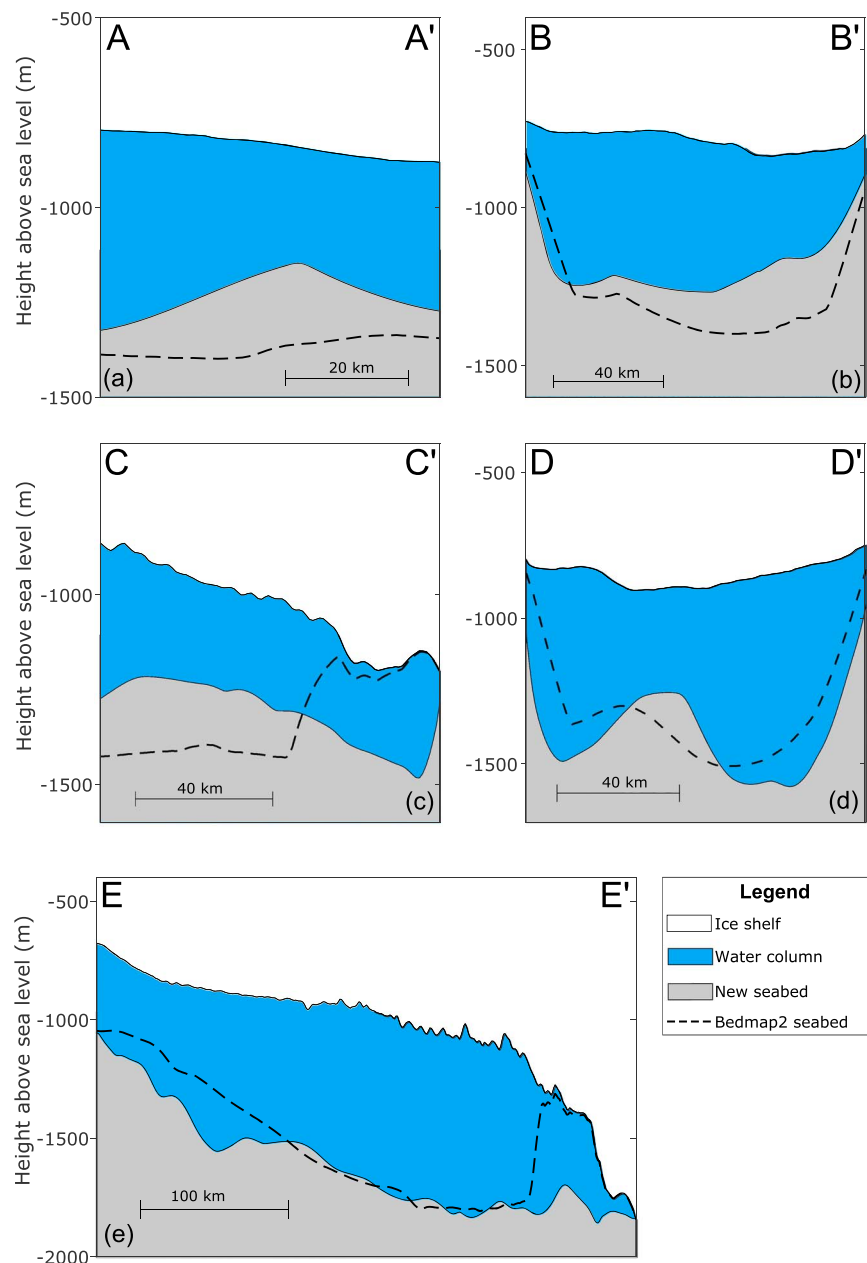 A A'
Height above sea level (m)
-500
-1000
-1500
20 km
(a)
B B'
-500
-1000
-1500
40 km
(b)
C C'
Height above sea level (m)
-1000
-1500
40 km
(c)
D D'
-500
-1000
-1500
40 km
(d)
E E'
Height above sea level (m)
-500
-1000
-1500
-2000
100 km
(e)
Legend
Ice shelf
Water column
New seabed
Bedmap2 seabed